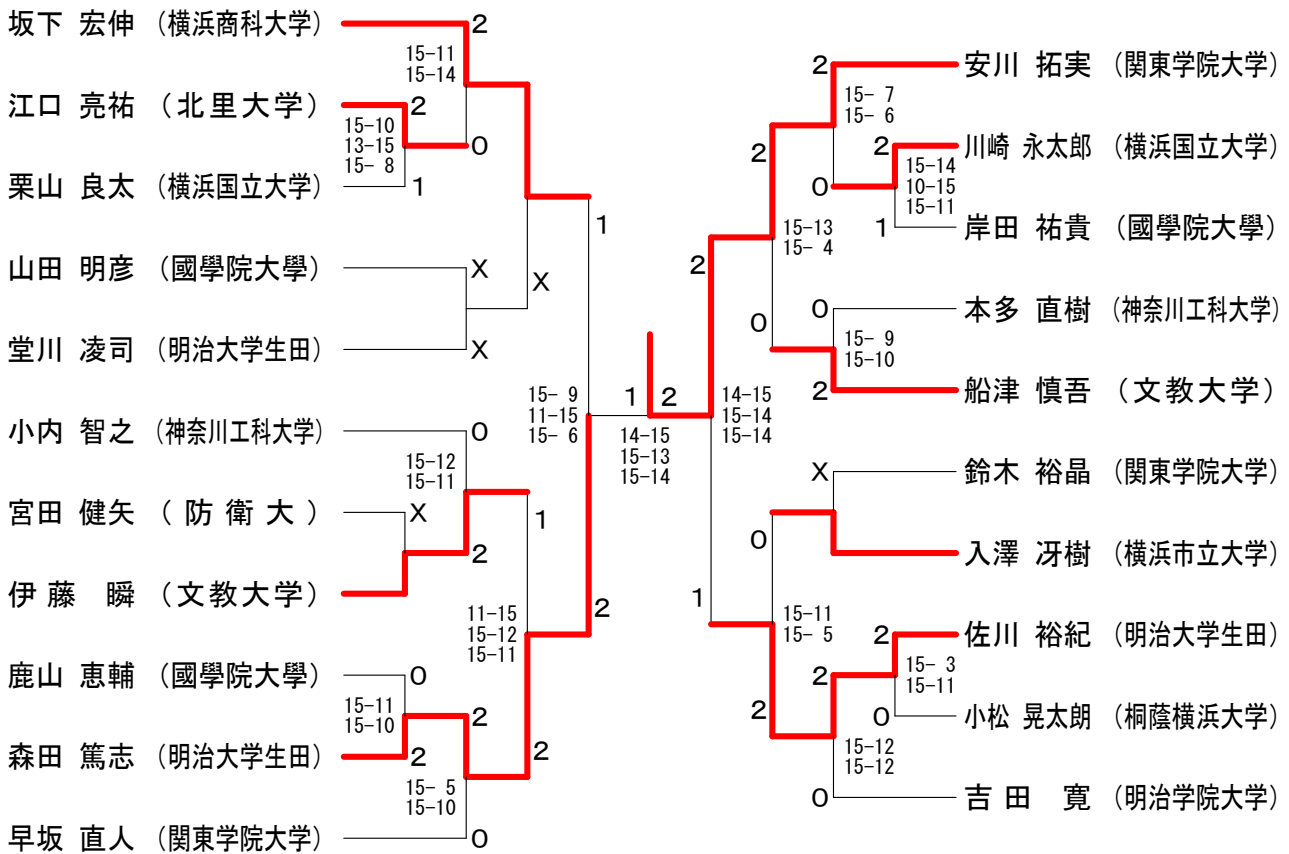 坂下 宏伸 (横浜商科大学)
2
15-11
15-14
江口 亮祐 (北里大学)
2
15-10
13-15
15- 8
0
栗山 良太 (横浜国立大学)
1
1
山田 明彦 (國學院大學)
X
X
堂川 凌司 (明治大学生田)
X
15- 9
11-15
15- 6
小内 智之 (神奈川工科大学)
0
15-12
15-11
宮田 健矢 (防衛大)
X
1
2
伊藤 瞬 (文教大学)
11-15
15-12
15-11
2
鹿山 恵輔 (國學院大學)
0
15-11
15-10
2
森田 篤志 (明治大学生田)
2
2
15- 5
15-10
早坂 直人 (関東学院大学)
0
1
2
14-15
15-13
15-14
2
安川 拓実 (関東学院大学)
15- 7
15- 6
2
2
川崎 永太郎 (横浜国立大学)
15-14
10-15
15-11
0
1
岸田 祐貴 (國學院大學)
15-13
15- 4
2
0
本多 直樹 (神奈川工科大学)
0
15- 9
15-10
2
船津 慎吾 (文教大学)
14-15
15-14
15-14
X
鈴木 裕晶 (関東学院大学)
0
入澤 冴樹 (横浜市立大学)
1
15-11
15- 5
2
佐川 裕紀 (明治大学生田)
15- 3
15-11
2
2
0
小松 晃太朗 (桐蔭横浜大学)
15-12
15-12
0
吉田 寛 (明治学院大学)